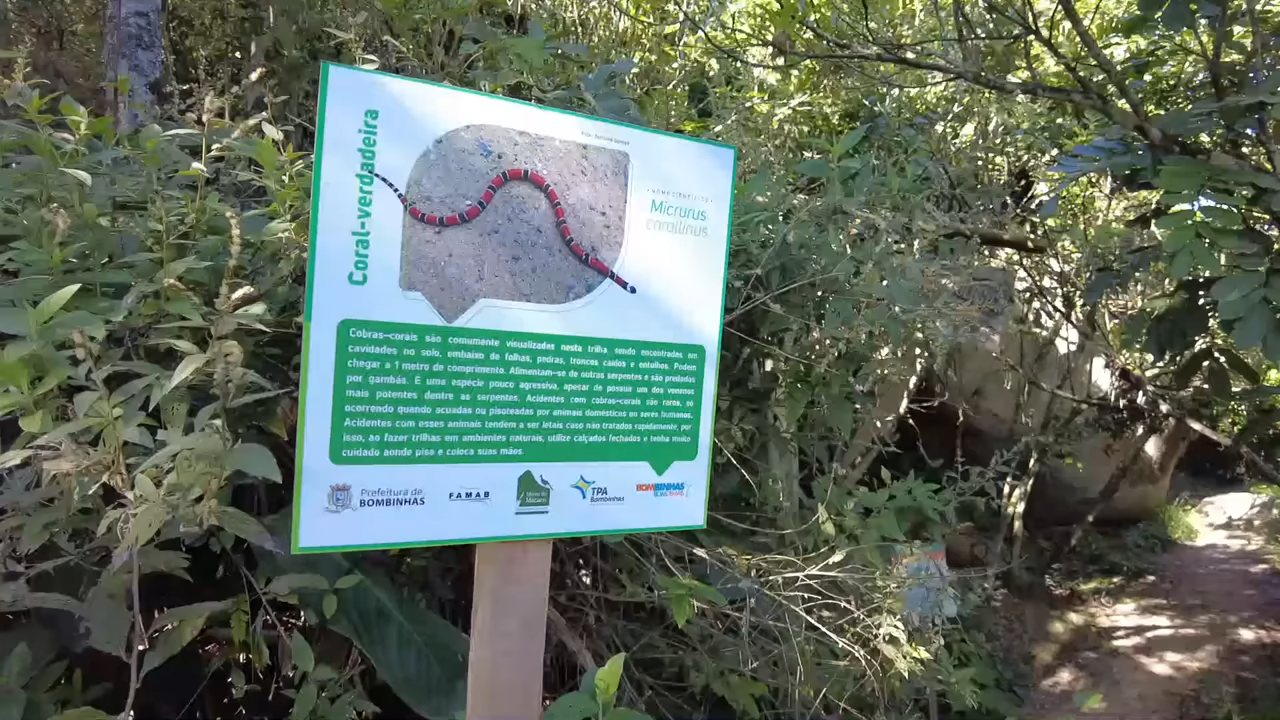 Coral-verdadeira
Micrurus
corallinus
Cobras-corais são comumente visualizadas nesta trilha, sendo encontradas em
cavidades no solo, embaixo de folhas, pedras, troncos caídos e entulhos. Podem
chegar a 1 metro de comprimento. Alimentam-se de outras serpentes e são predadas
por gambás. É uma espécie pouco agressiva, apesar de possuir um dos venenos
mais potentes dentre as serpentes. Acidentes com cobras-corais são raros, só
ocorrendo quando acuadas ou pisoteadas por animais domésticos ou seres humanos.
Acidentes com esses animais tendem a ser letais caso não tratados rapidamente, por
isso, ao fazer trilhas em ambientes naturais, utilize calçados fechados e tenha muito
cuidado aonde pisa e coloca suas mãos.
Prefeitura de
BOMBINHAS
FAMAB
TPA
Bombinhas
BOMBINHAS